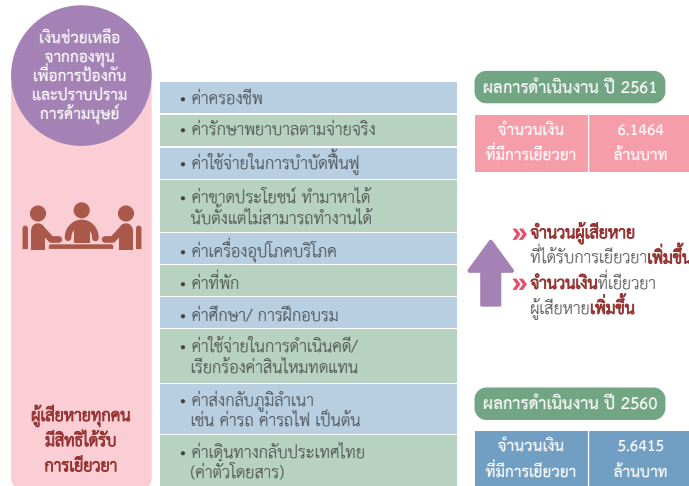 เงินช่วยเหลือ
จากกองทุน
เพื่อการป้องกัน
และปราบปราม
การค้ามนุษย์
ผู้เสียหายทุกคน
มีสิทธิได้รับ
การเยียวยา
• ค่าครองชีพ
• ค่ารักษาพยาบาลตามจ่ายจริง
• ค่าใช้จ่ายในการบำบัดฟื้นฟู
• ค่าขาดประโยชน์ ทำมาหาได้
นับตั้งแต่ไม่สามารถทำงานได้
• ค่าเครื่องอุปโภคบริโภค
• ค่าที่พัก
• ค่าศึกษา/ การฝึกอบรม
• ค่าใช้จ่ายในการดำเนินคดี/
เรียกร้องค่าสินไหมทดแทน
• ค่าส่งกลับภูมิลำเนา
เช่น ค่ารถ ค่ารถไฟ เป็นต้น
• ค่าเดินทางกลับประเทศไทย
(ค่าตั๋วโดยสาร)
ผลการดำเนินงาน ปี 2561
จำนวนเงิน 6.1464
ที่มีการเยียวยา ล้านบาท
» จำนวนผู้เสียหาย
ที่ได้รับการเยียวยาเพิ่มขึ้น
» จำนวนเงินที่เยียวยา
ผู้เสียหายเพิ่มขึ้น
ผลการดำเนินงาน ปี 2560
จำนวนเงิน 5.6415
ที่มีการเยียวยา ล้านบาท